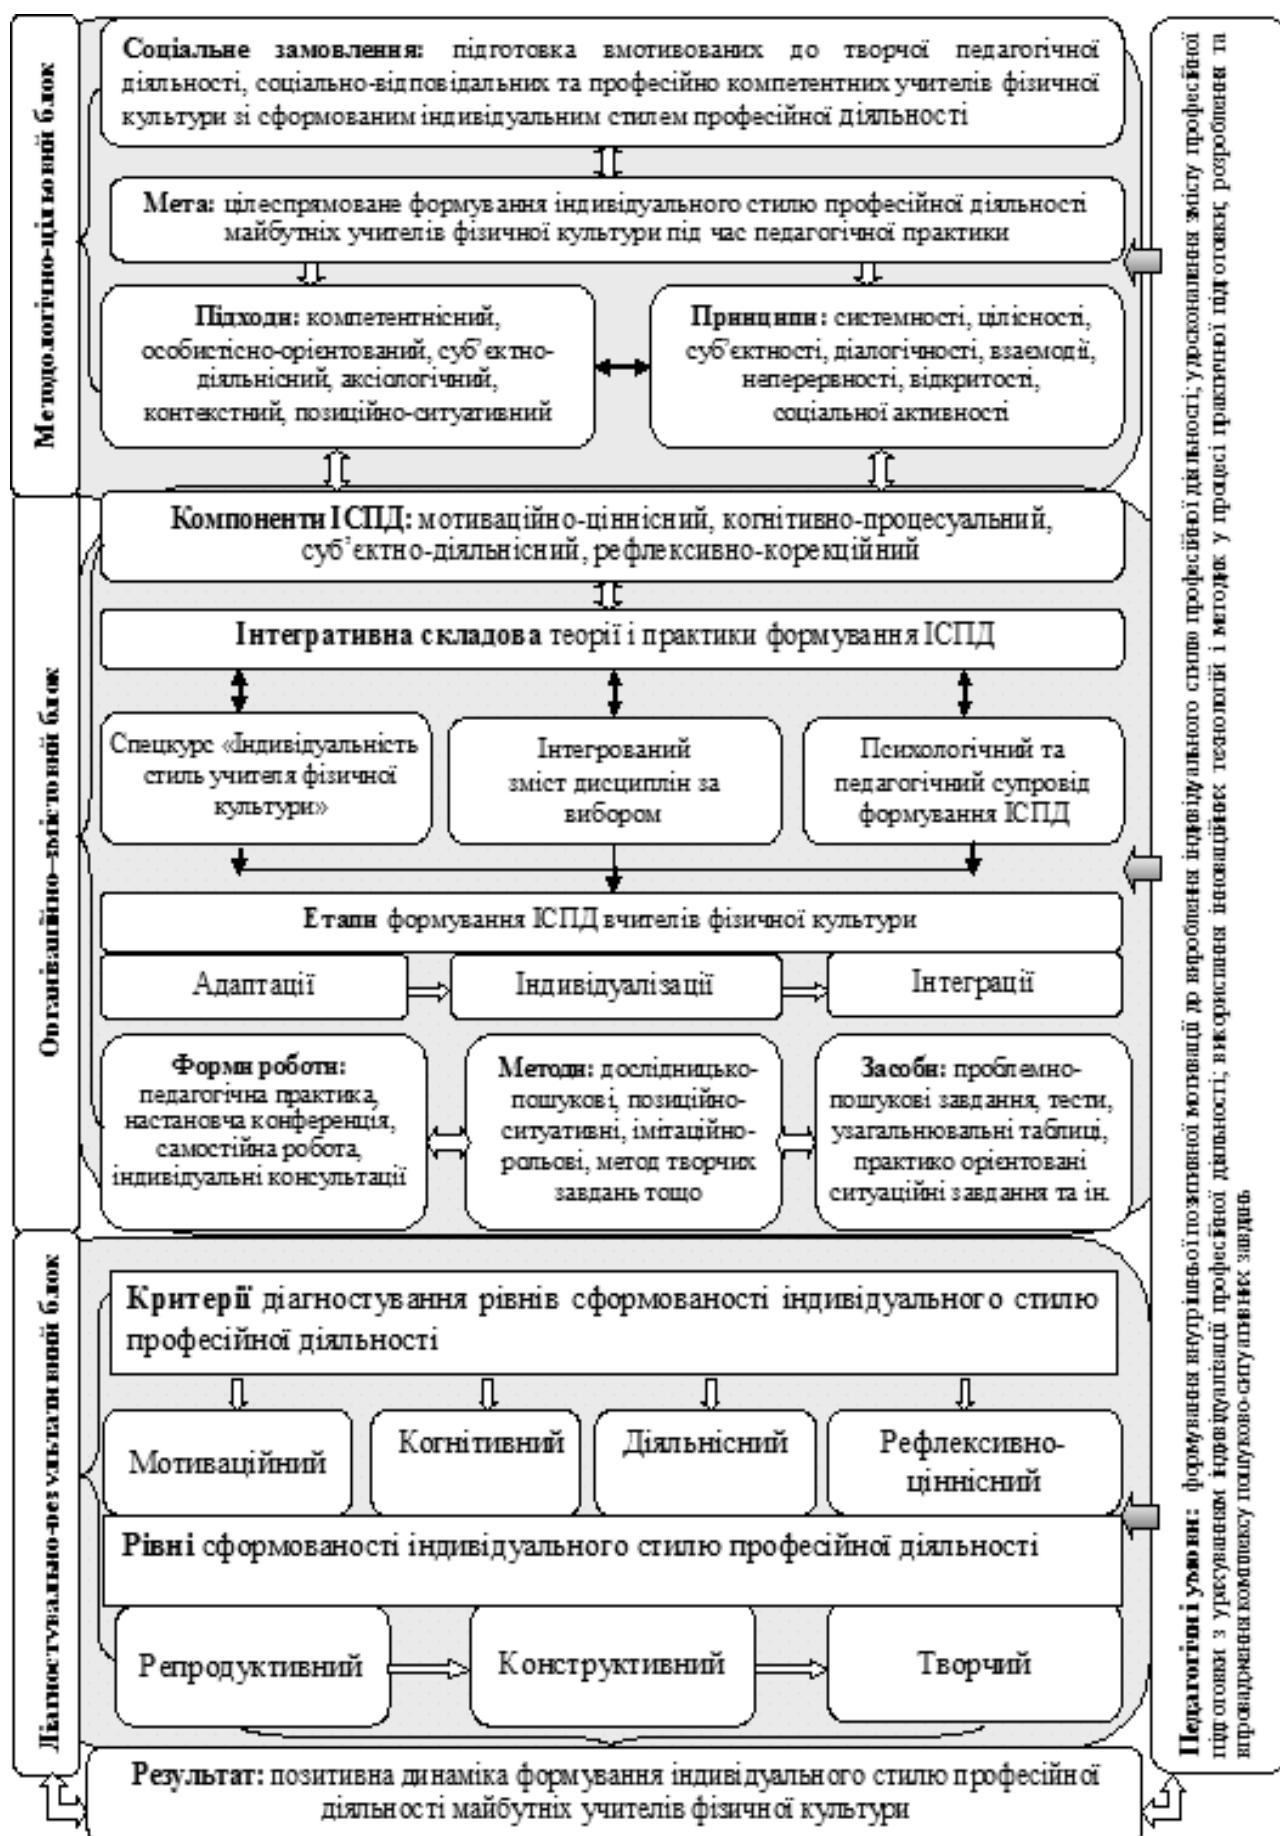 Методологічно-цільовий блок
Соціальне замовлення: підготовка вмотивованих до творчої педагогічної
діяльності, соціально-відповідальних та професійно компетентних учителів фізичної
культури зі сформованим індивідуальним стилем професійної діяльності
Мета: цілеспрямоване формування індивідуального стилю професійної діяльності
майбутніх учителів фізичної культури під час педагогічної практики
Підходи: компетентнісний,
особистісно-орієнтований, суб’єктно-
діяльнісний, аксіологічний,
контекстний, позиційно-ситуативний
Принципи: системності, цілісності,
суб’єктності, діалогічності, взаємодії,
неперервності, відкритості,
соціальної активності
Організаційно-змістовий блок
Компоненти ІСПД: мотиваційно-ціннісний, когнітивно-процесуальний,
суб’єктно-діяльнісний, рефлексивно-корекційний
Інтегративна складова теорії і практики формування ІСПД
Спецкурс «Індивідуальність
стиль учителя фізичної
культури»
Інтегрований
зміст дисциплін за
вибором
Психологічний та
педагогічний супровід
формування ІСПД
Етапи формування ІСПД вчителів фізичної культури
Адаптації
Індивідуалізації
Інтеграції
Форми роботи:
педагогічна практика,
настановча конференція,
самостійна робота,
індивідуальні консультації
Методи: дослідницько-
пошукові, позиційно-
ситуативні, імітаційно-
рольові, метод творчих
завдань тощо
Засоби: проблемно-
пошукові завдання, тести,
узагальнювальні таблиці,
практико орієнтовані
ситуаційні завдання та ін.
Діагностувально-результативний блок
Критерії діагностування рівнів сформованості індивідуального стилю
професійної діяльності
Мотиваційний
Когнітивний
Діяльнісний
Рефлексивно-
ціннісний
Рівні сформованості індивідуального стилю професійної діяльності
Репродуктивний
Конструктивний
Творчий
Результат: позитивна динаміка формування індивідуального стилю професійної
діяльності майбутніх учителів фізичної культури
Педагогічні умови: формування внутрішньої позитивної мотивації до вироблення індивідуального стилю професійної діяльності; удосконалення змісту професійної
підготовки з урахуванням індивідуалізації професійної діяльності; використання інноваційних технологій і методик у процесі практичної підготовки; розроблення та
впровадження комплексу пошуково-ситуативних завдань